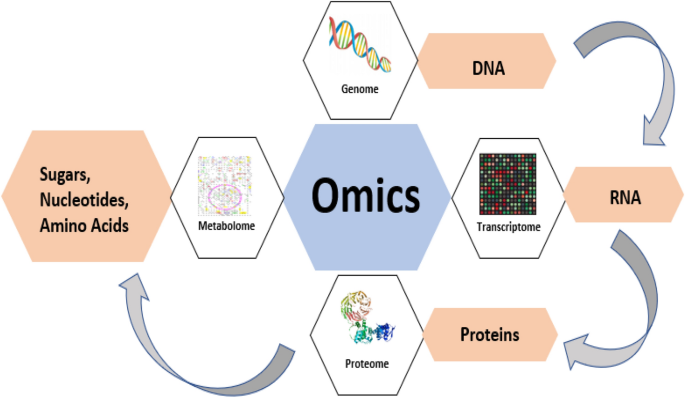 Genome
DNA
Sugars,
Nucleotides,
Amino Acids
Metabolome
Omics
Transcriptome
RNA
Proteome
Proteins